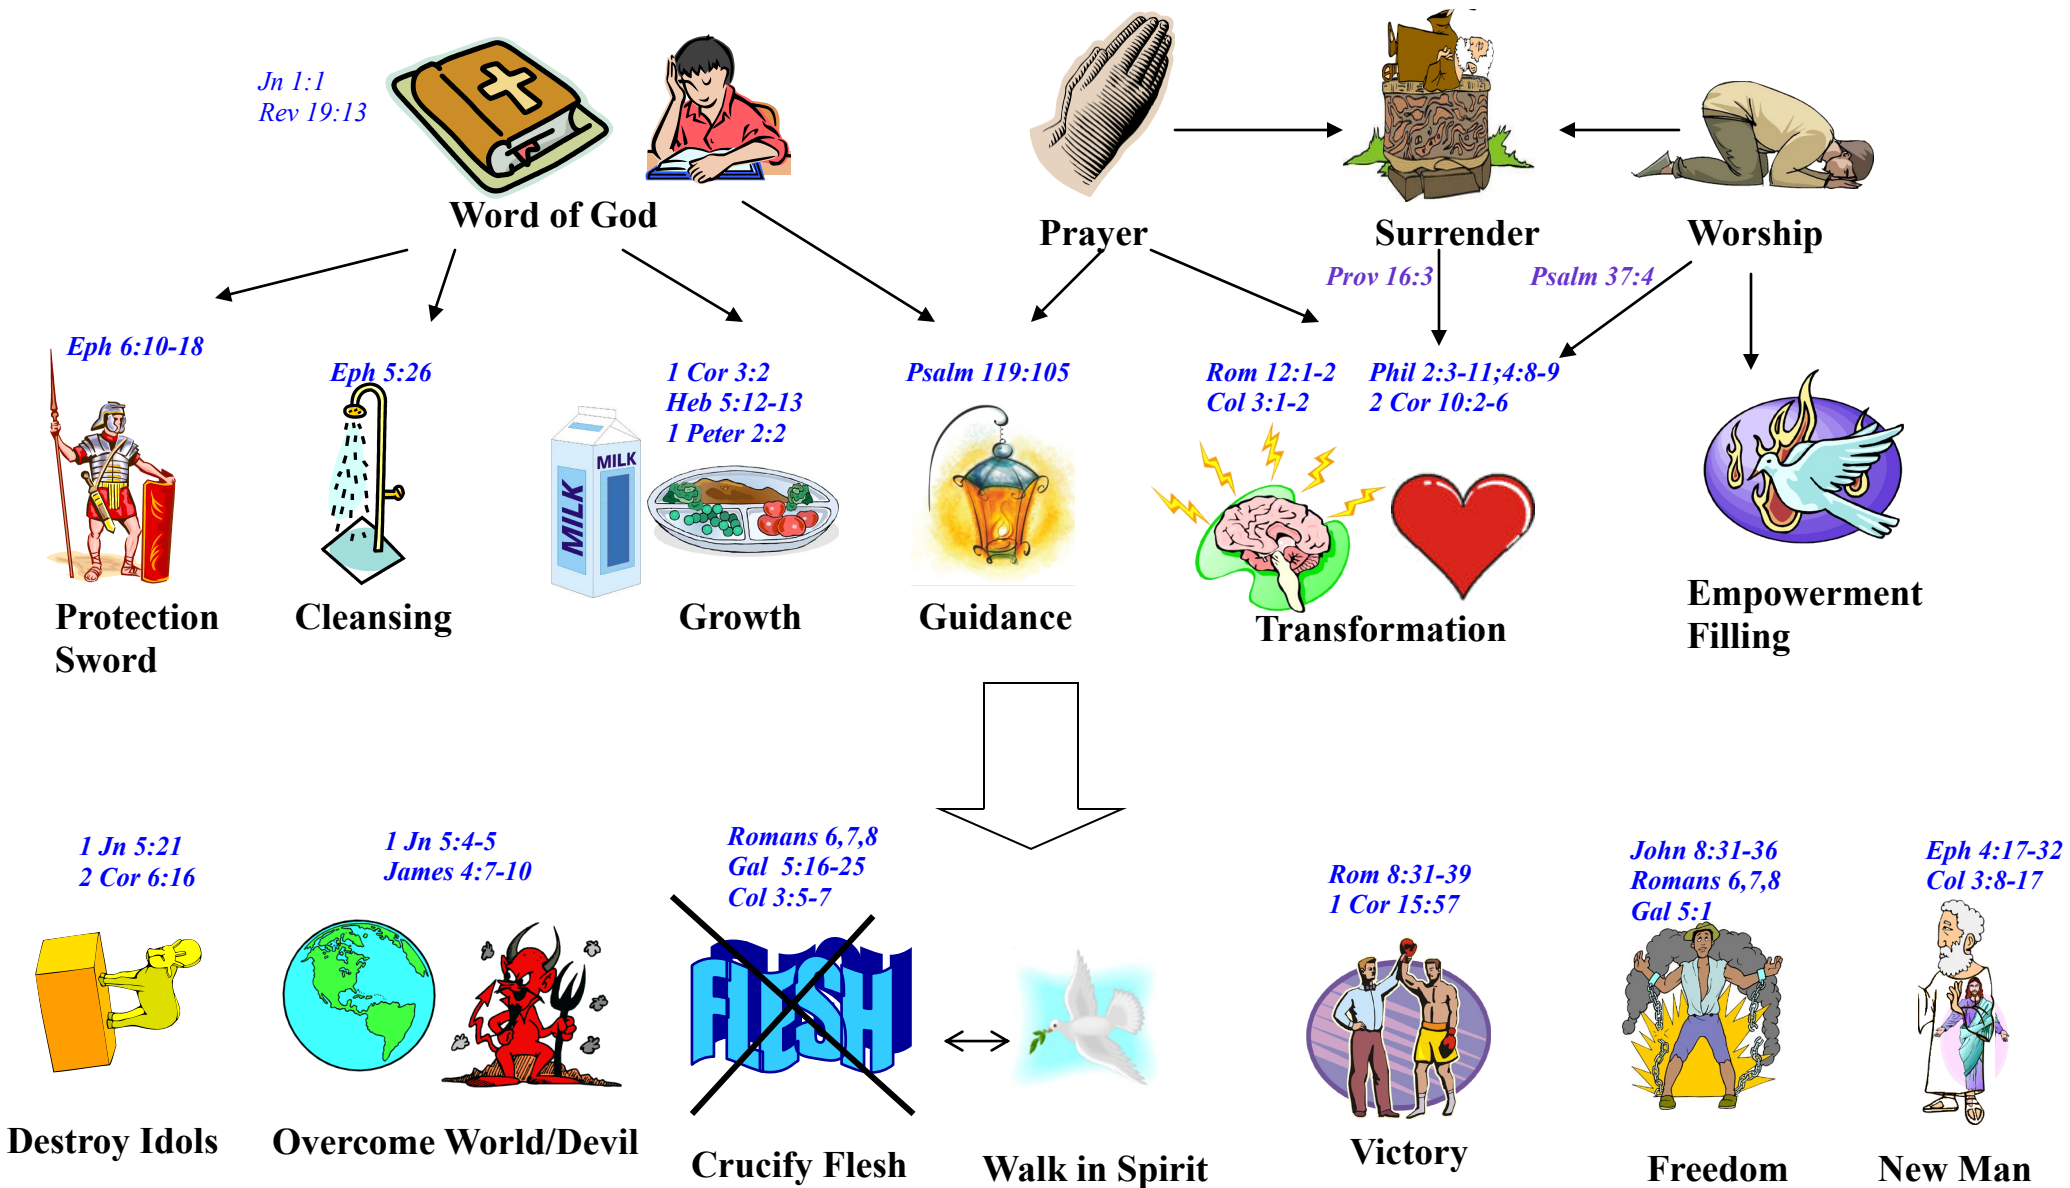 Jn 1:1
Rev 19:13
Word of God
Prayer
Surrender
Worship
Prov 16:3
Psalm 37:4
Eph 6:10-18
Eph 5:26
1 Cor 3:2
Heb 5:12-13
1 Peter 2:2
Psalm 119:105
Rom 12:1-2
Col 3:1-2
Phil 2:3-11;4:8-9
2 Cor 10:2-6
MILK
MILK
Protection
Sword
Cleansing
Growth
Guidance
Transformation
Empowerment
Filling
1 Jn 5:21
2 Cor 6:16
1 Jn 5:4-5
James 4:7-10
Romans 6,7,8
Gal 5:16-25
Col 3:5-7
Rom 8:31-39
1 Cor 15:57
John 8:31-36
Romans 6,7,8
Gal 5:1
Eph 4:17-32
Col 3:8-17
FLESH
Destroy Idols
Overcome World/Devil
Crucify Flesh
Walk in Spirit
Victory
Freedom
New Man